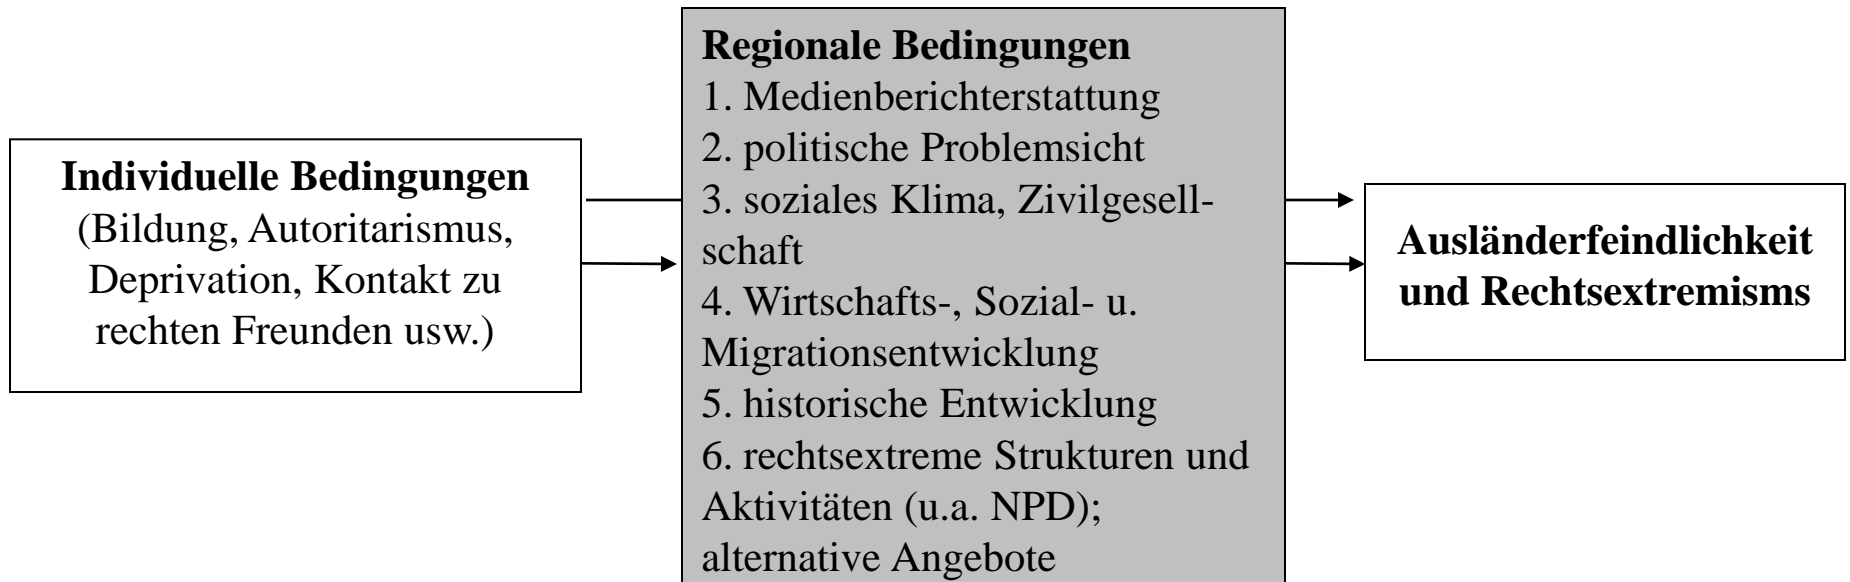 Individuelle Bedingungen
(Bildung, Autoritarismus,
Deprivation, Kontakt zu
rechten Freunden usw.)
Regionale Bedingungen
1. Medienberichterstattung
2. politische Problemsicht
3. soziales Klima, Zivilgesell-
schaft
4. Wirtschafts-, Sozial- u.
Migrationsentwicklung
5. historische Entwicklung
6. rechtsextreme Strukturen und
Aktivitäten (u.a. NPD);
alternative Angebote
Ausländerfeindlichkeit
und Rechtsextremisms